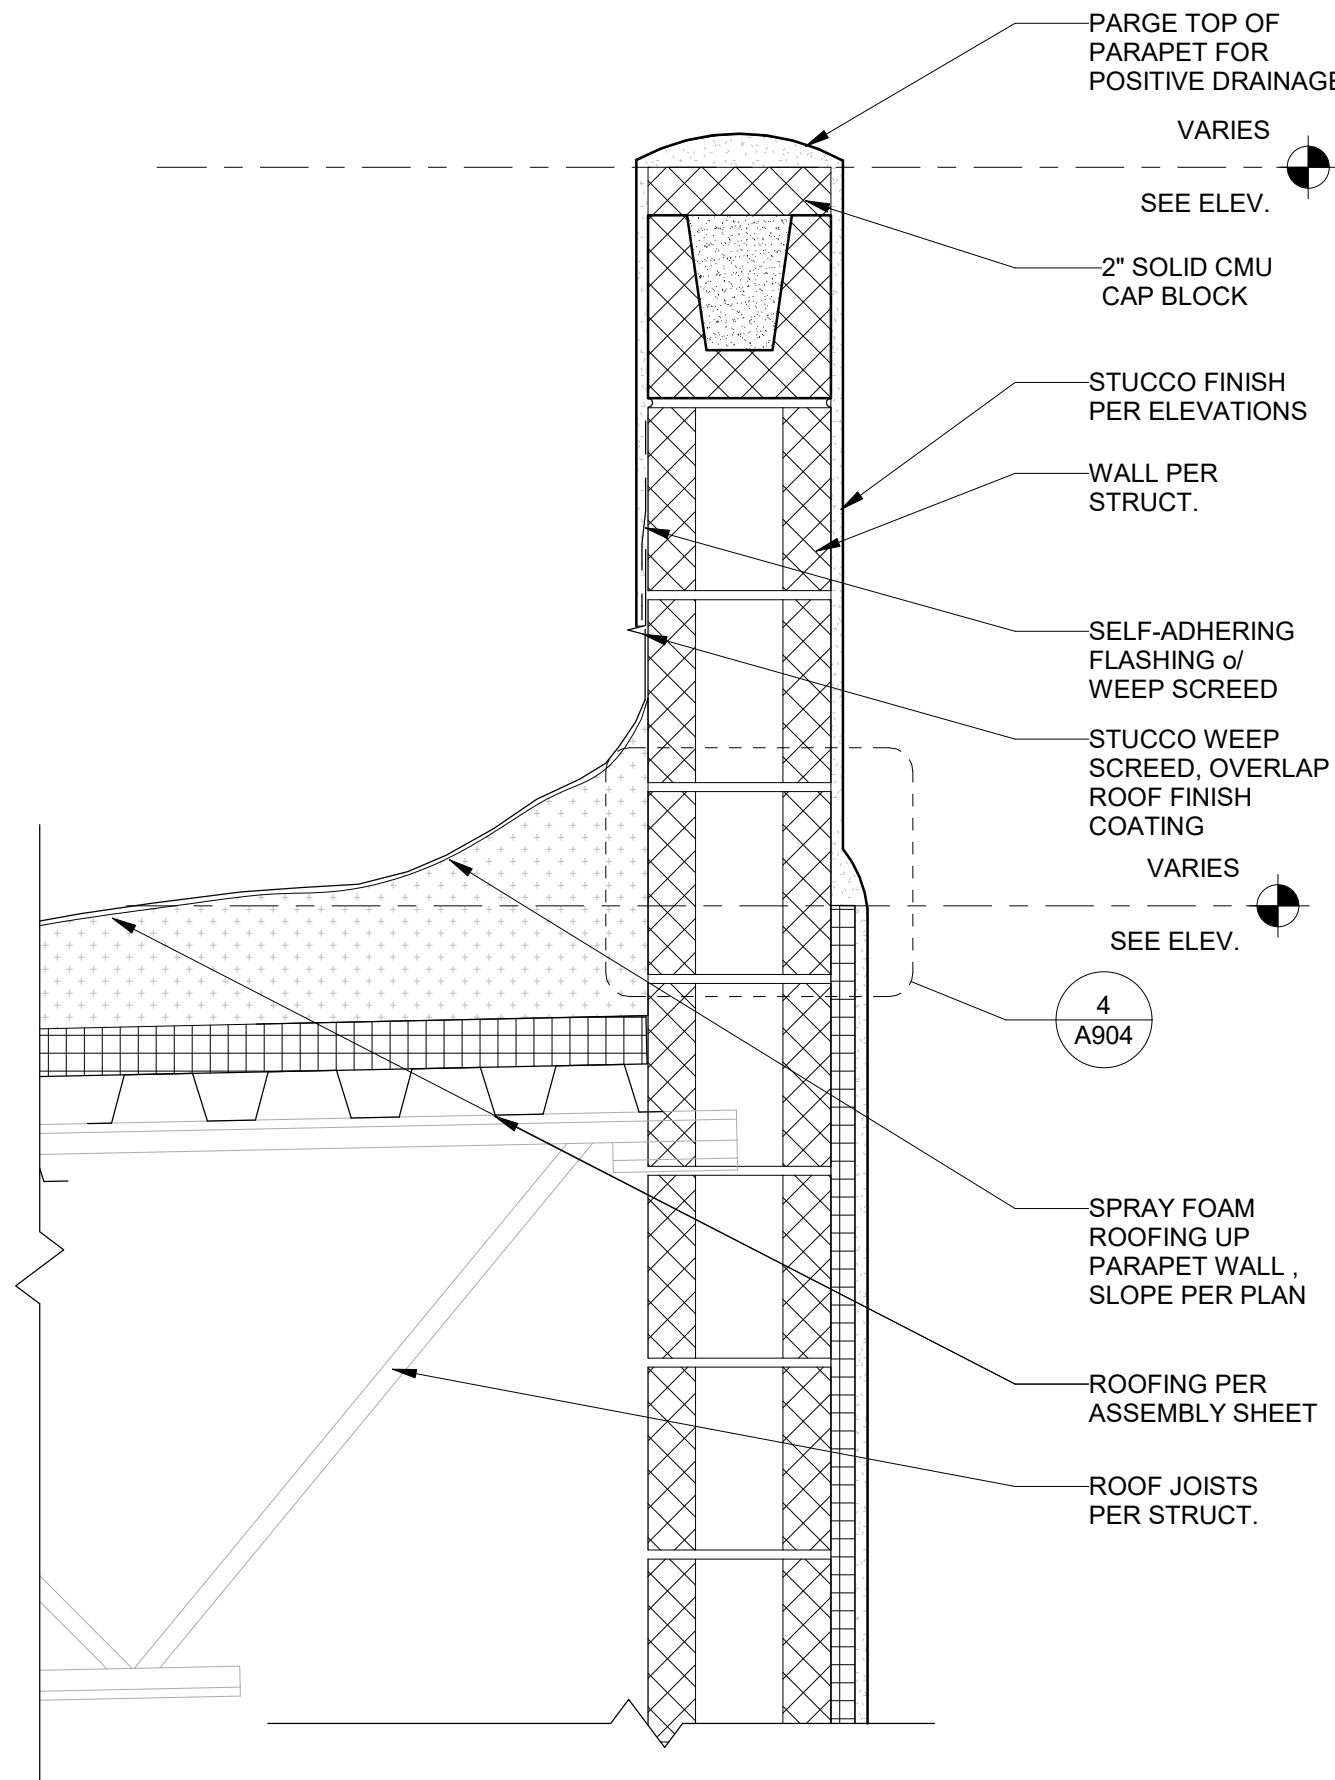 PARGE TOP OF
PARAPET FOR
POSITIVE DRAINAGE
VARIES
SEE ELEV.
2" SOLID CMU
CAP BLOCK
STUCCO FINISH
PER ELEVATIONS
WALL PER
STRUCT.
SELF-ADHERING
FLASHING o/
WEEP SCREED
STUCCO WEEP
SCREED, OVERLAP
ROOF FINISH
COATING
VARIES
SEE ELEV.
4
A904
SPRAY FOAM
ROOFING UP
PARAPET WALL ,
SLOPE PER PLAN
ROOFING PER
ASSEMBLY SHEET
ROOF JOISTS
PER STRUCT.